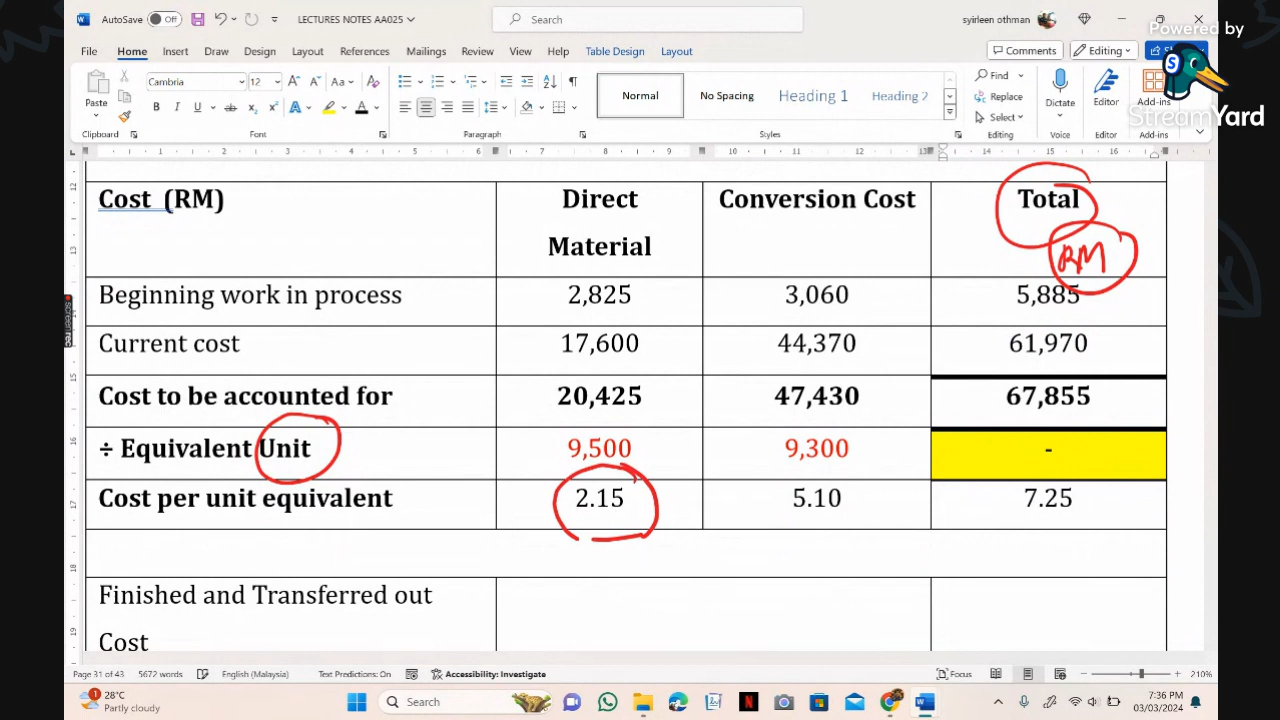 AutoSave Off LECTURES NOTES AA025 Search syirleen othman
Powered by
StreamYard
File Home Insert Draw Design Layout References Mailings Review View Help Table Design Layout Comments Editing
Paste Cambria 12 Aa Normal No Spacing Heading 1 Heading 2 Find Replace Select Dictate Editor Add-ins
Clipboard Font Paragraph Styles Editing Voice Editor Add-ins
Cost (RM) Direct Material Conversion Cost Total
RM
Beginning work in process 2,825 3,060 5,885
Current cost 17,600 44,370 61,970
Cost to be accounted for 20,425 47,430 67,855
÷ Equivalent Unit 9,500 9,300 -
Cost per unit equivalent 2.15 5.10 7.25
Finished and Transferred out
Cost
Page 31 of 43 5672 words English (Malaysia) Text Predictions: On Accessibility: Investigate Focus 210%
28°C
Partly cloudy
Search
7:36 PM
03/03/2024